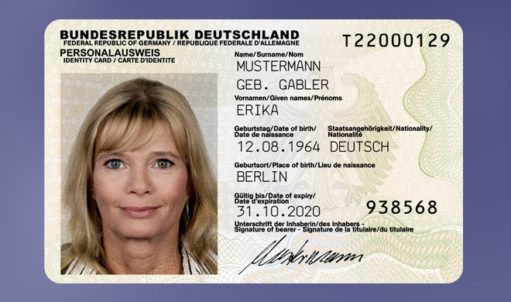 BUNDESREPUBLIK DEUTSCHLAND
FEDERAL REPUBLIC OF GERMANY / REPUBLIQUE FEDERALE D'ALLEMAGNE
PERSONALAUSWEIS
IDENTITY CARD / CARTE D'IDENTITÉ
T22000129
Name/Surname/Nom
MUSTERMANN
GEB. GABLER
Vornamen/Given names/Prénoms
ERIKA
Geburtstag/Date of birth/
Date de naissance
Staatsangehörigkeit/Nationality/
Nationalité
12.08.1964 DEUTSCH
Geburtsort/Place of birth/Lieu de naissance
BERLIN
Gültig bis/Date of expiry/
Date d'expiration
31.10.2020
938568
Unterschrift der Inhaberin/des Inhabers -
Signature of bearer - Signature de la titulaire/du titulaire
Mustermann